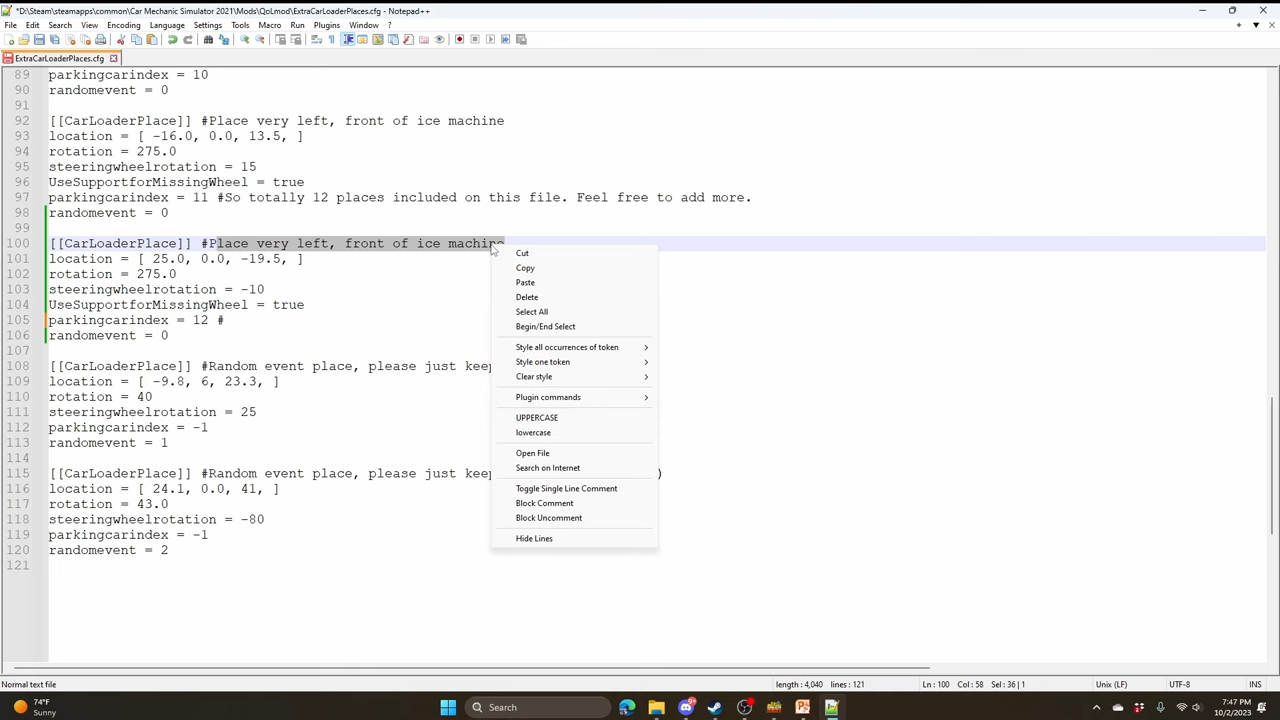 *D:\Steam\steamapps\common\Car Mechanic Simulator 2021\Mods\QoLmod\ExtraCarLoaderPlaces.cfg - Notepad++
File Edit Search View Encoding Language Settings Tools Macro Run Plugins Window ?
ExtraCarLoaderPlaces.cfg
89 parkingcarindex = 10
90 randomevent = 0
91
92 [[CarLoaderPlace]] #Place very left, front of ice machine
93 location = [ -16.0, 0.0, 13.5, ]
94 rotation = 275.0
95 steeringwheelrotation = 15
96 UseSupportforMissingWheel = true
97 parkingcarindex = 11 #So totally 12 places included on this file. Feel free to add more.
98 randomevent = 0
99
100 [[CarLoaderPlace]] #Place very left, front of ice machine
101 location = [ 25.0, 0.0, -19.5, ]
102 rotation = 275.0
103 steeringwheelrotation = -10
104 UseSupportforMissingWheel = true
105 parkingcarindex = 12 #
106 randomevent = 0
107
108 [[CarLoaderPlace]] #Random event place, please just keep
109 location = [ -9.8, 6, 23.3, ]
110 rotation = 40
111 steeringwheelrotation = 25
112 parkingcarindex = -1
113 randomevent = 1
114
115 [[CarLoaderPlace]] #Random event place, please just keep )
116 location = [ 24.1, 0.0, 41, ]
117 rotation = 43.0
118 steeringwheelrotation = -80
119 parkingcarindex = -1
120 randomevent = 2
121
Cut
Copy
Paste
Delete
Select All
Begin/End Select
Style all occurrences of token
Style one token
Clear style
Plugin commands
UPPERCASE
lowercase
Open File
Search on Internet
Toggle Single Line Comment
Block Comment
Block Uncomment
Hide Lines
Normal text file length : 4,040 lines : 121 Ln : 100 Col : 58 Sel : 36 | 1 Unix (LF) UTF-8 INS
74°F
Sunny
Search
7:47 PM
10/2/2023